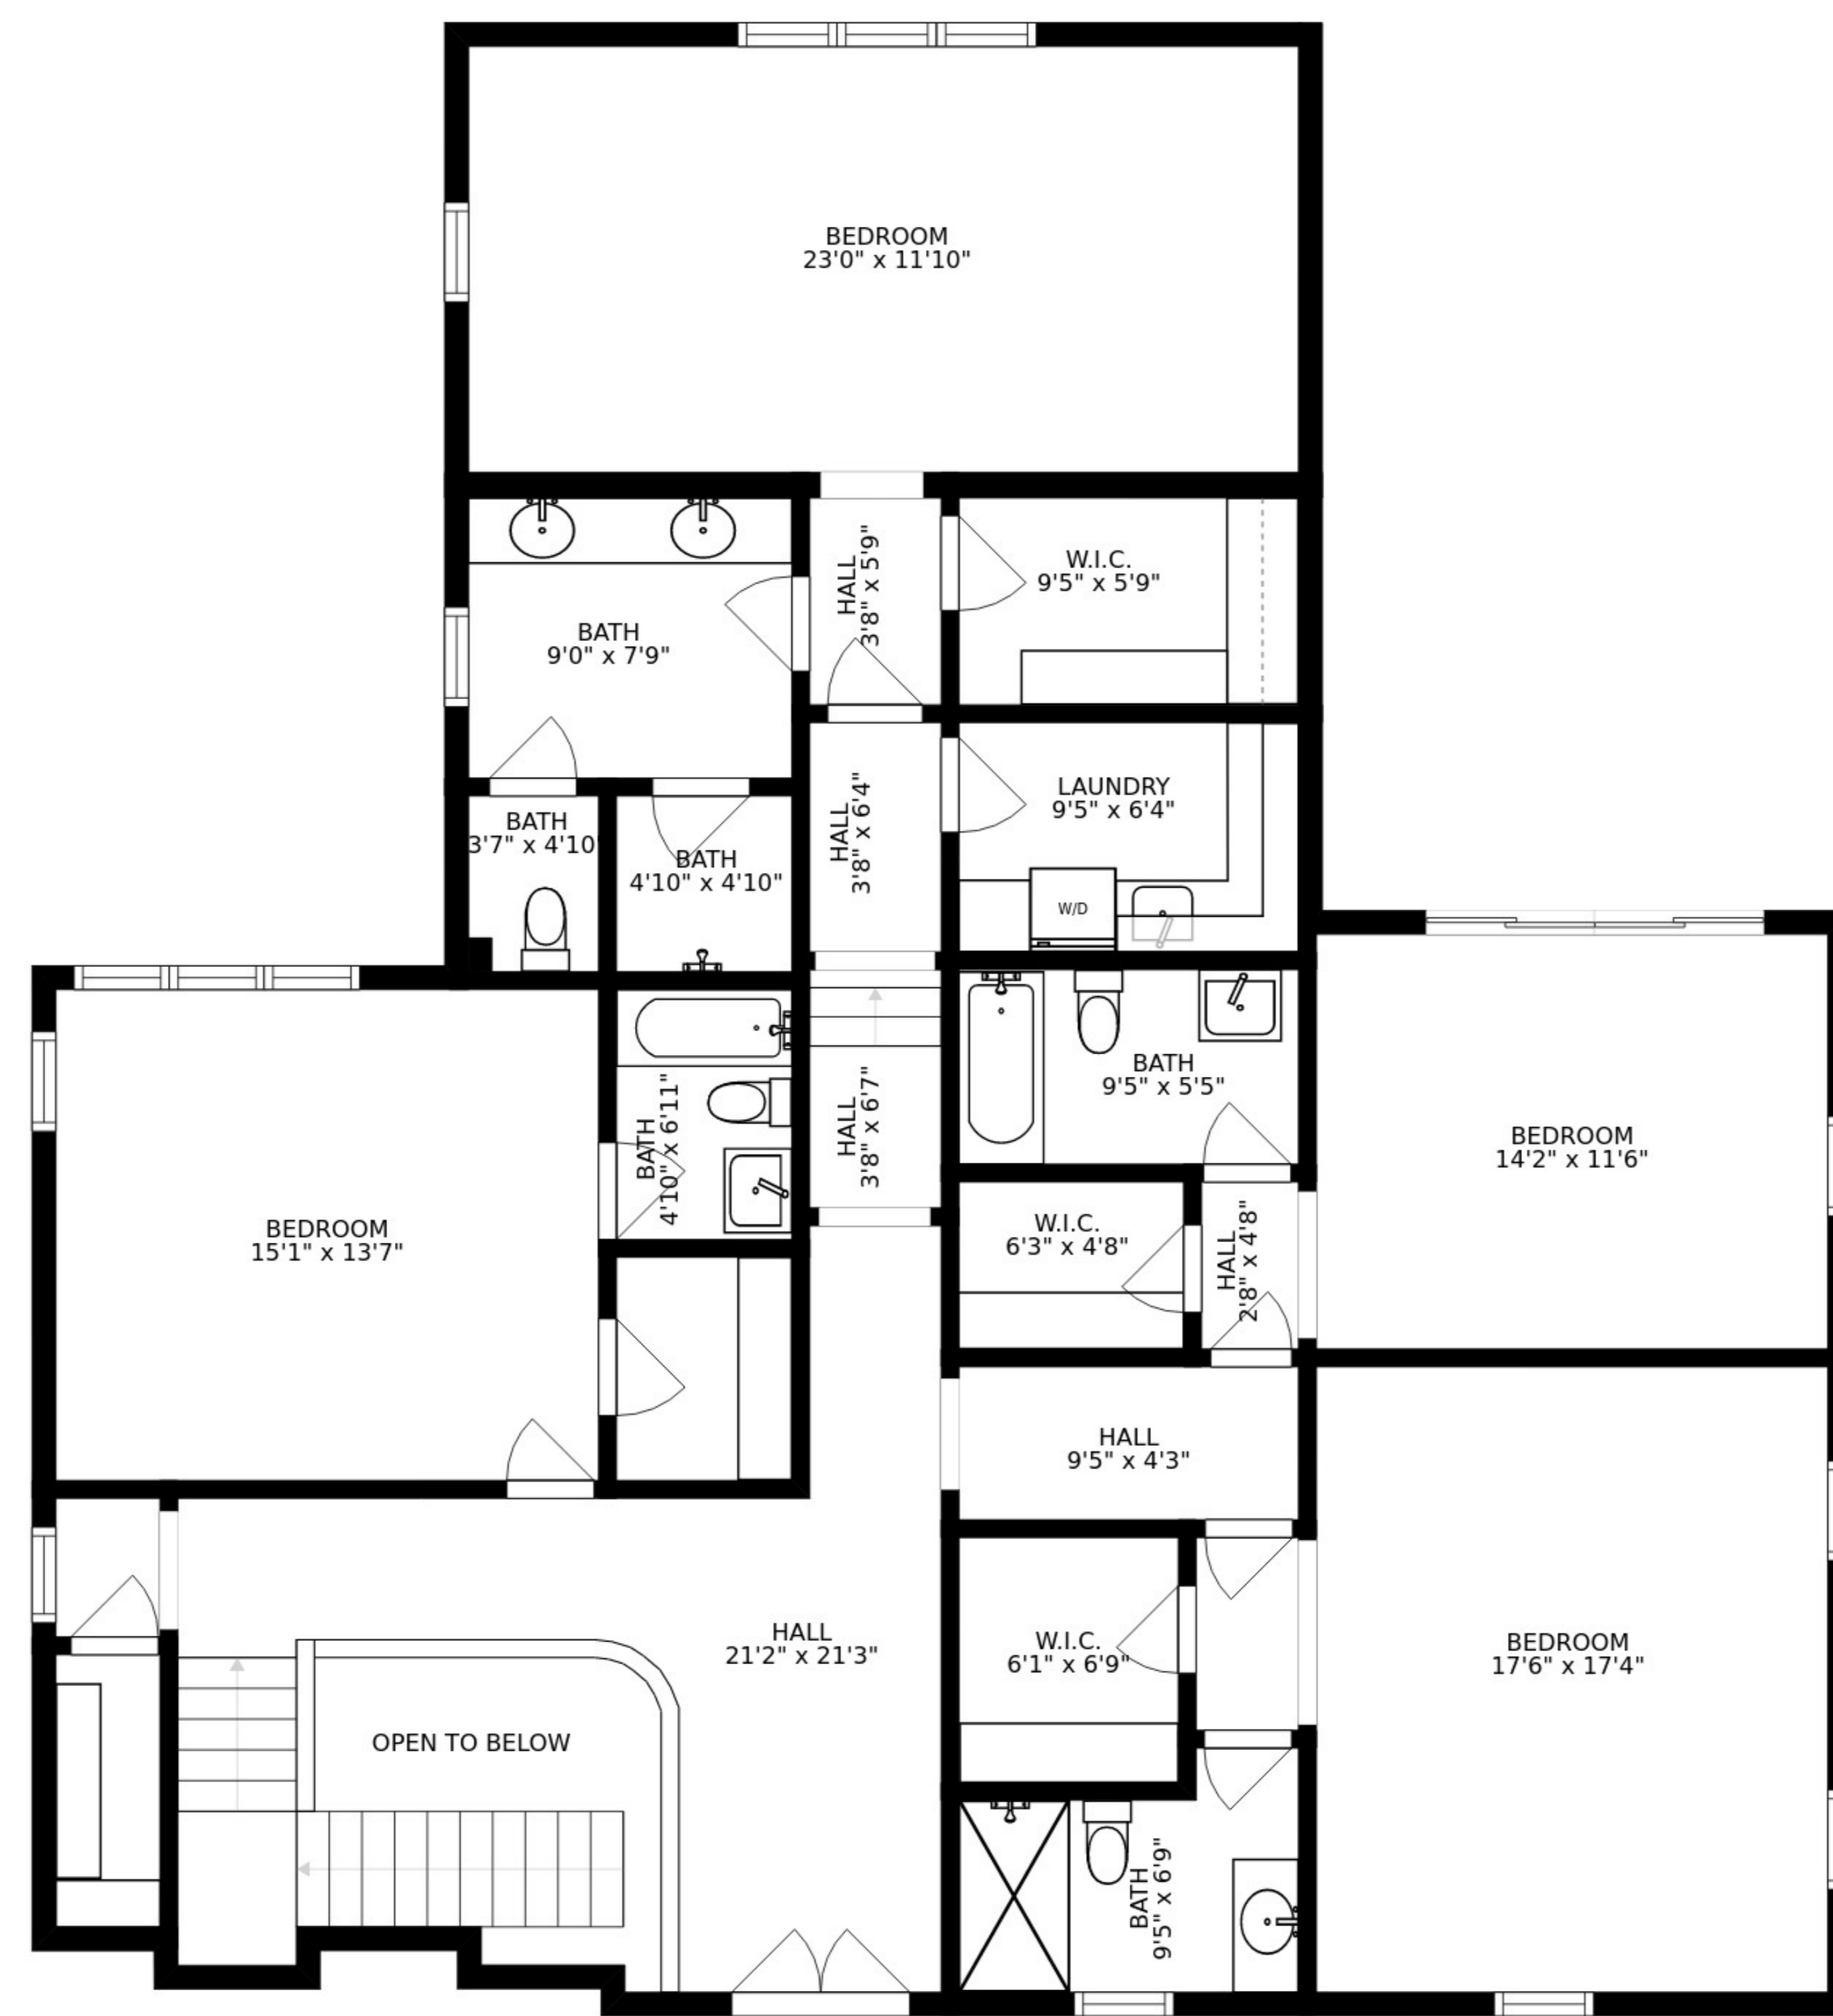 BEDROOM
23'0" x 11'10"
HALL
3'8" x 5'9"
W.I.C.
9'5" x 5'9"
BATH
9'0" x 7'9"
LAUNDRY
9'5" x 6'4"
W/D
HALL
3'8" x 6'4"
BATH
3'7" x 4'10
BATH
4'10" x 4'10"
BATH
9'5" x 5'5"
HALL
3'8" x 6'7"
BATH
4'10" x 6'11"
BEDROOM
14'2" x 11'6"
BEDROOM
15'1" x 13'7"
W.I.C.
6'3" x 4'8"
HALL
2'8" x 4'8"
HALL
9'5" x 4'3"
HALL
21'2" x 21'3"
W.I.C.
6'1" x 6'9"
BEDROOM
17'6" x 17'4"
OPEN TO BELOW
BATH
9'5" x 6'9"